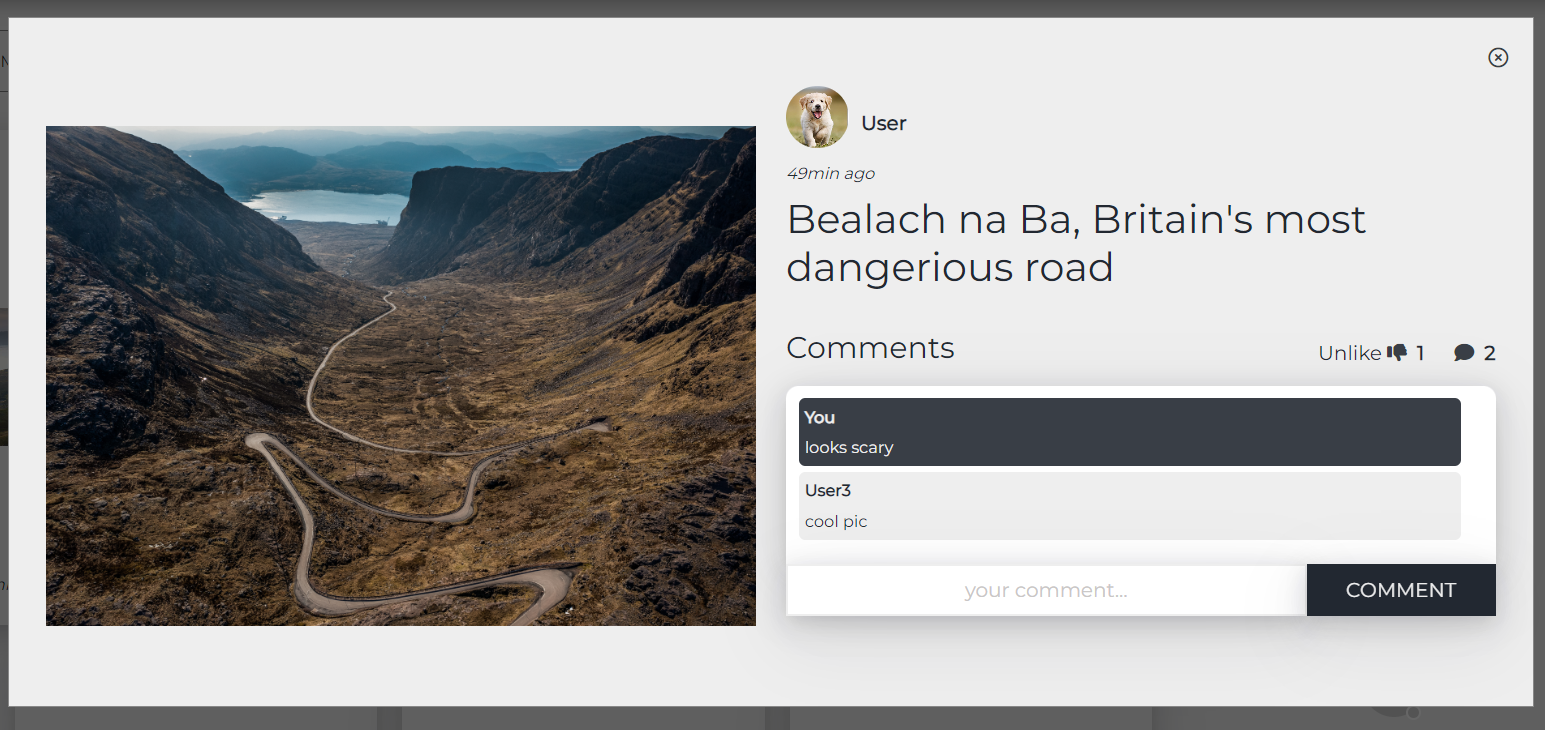 User
49min ago
Bealach na Ba, Britain's most
dangerious road
Comments
Unlike 1 2
You
looks scary
User3
cool pic
your comment...
COMMENT